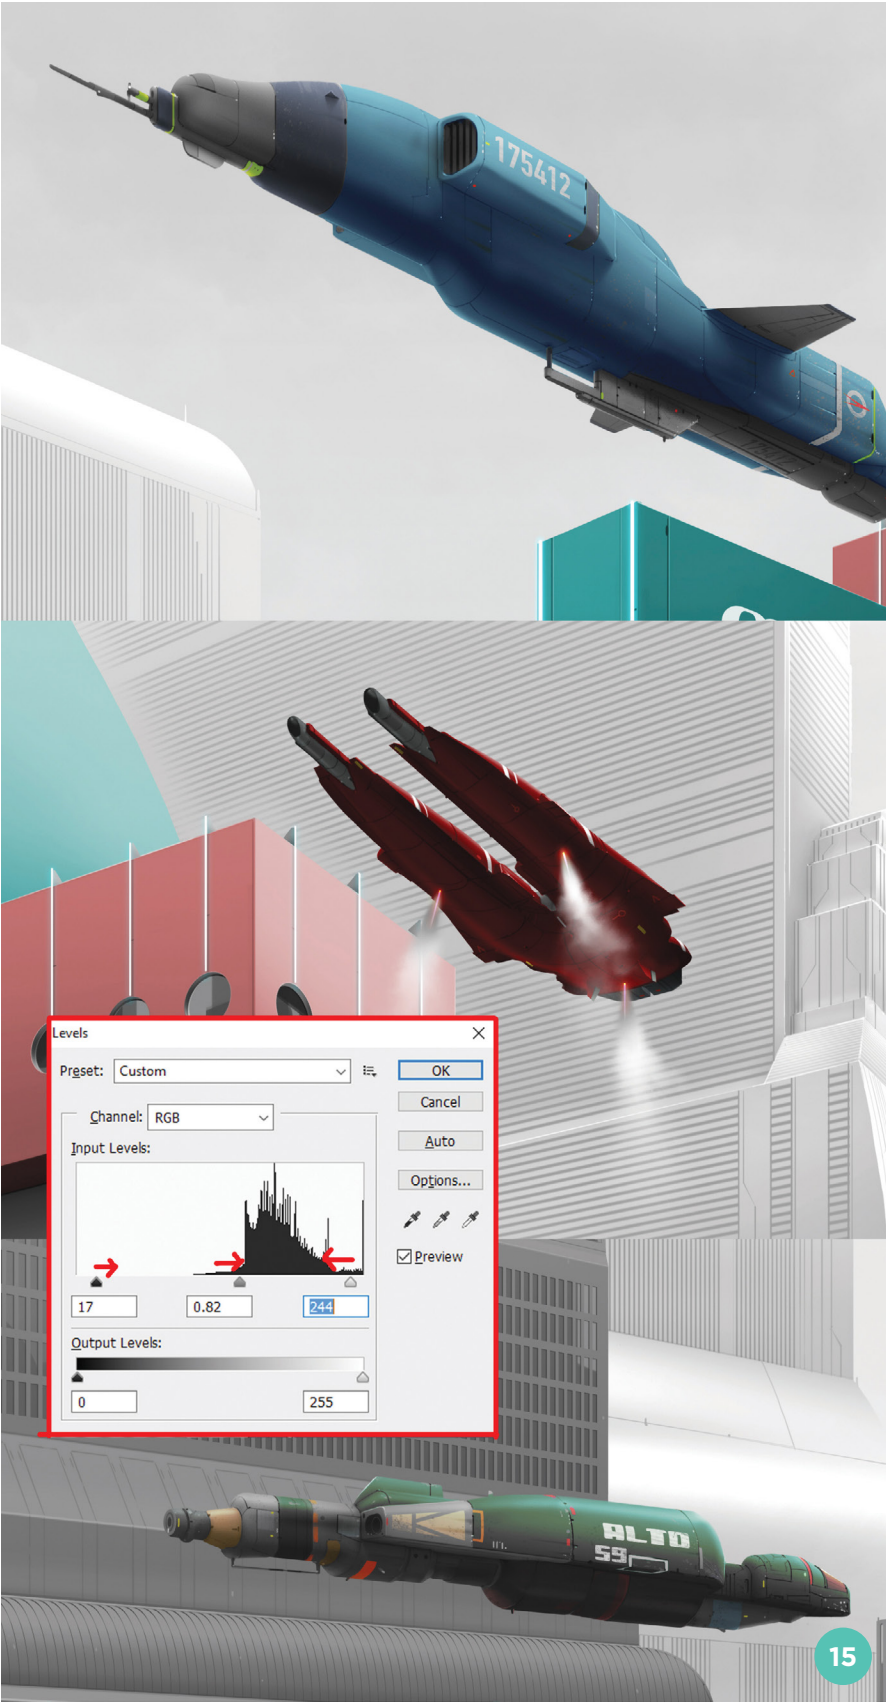 175412
Levels
Preset: Custom
OK
Cancel
Channel: RGB
Auto
Input Levels:
Options...
Preview
17 0.82 244
Output Levels:
0 255
ALTO
59
15